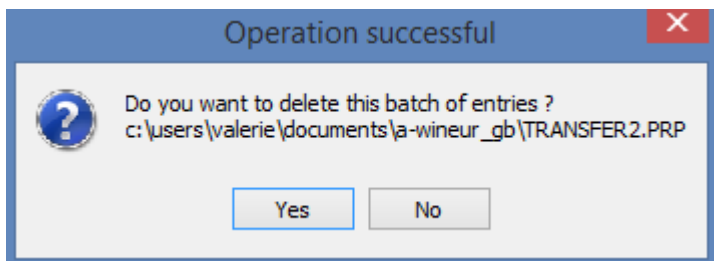 Operation successful
Do you want to delete this batch of entries ?
c:\users\valerie\documents\a-wineur_gb\TRANSFER2.PRP
Yes
No